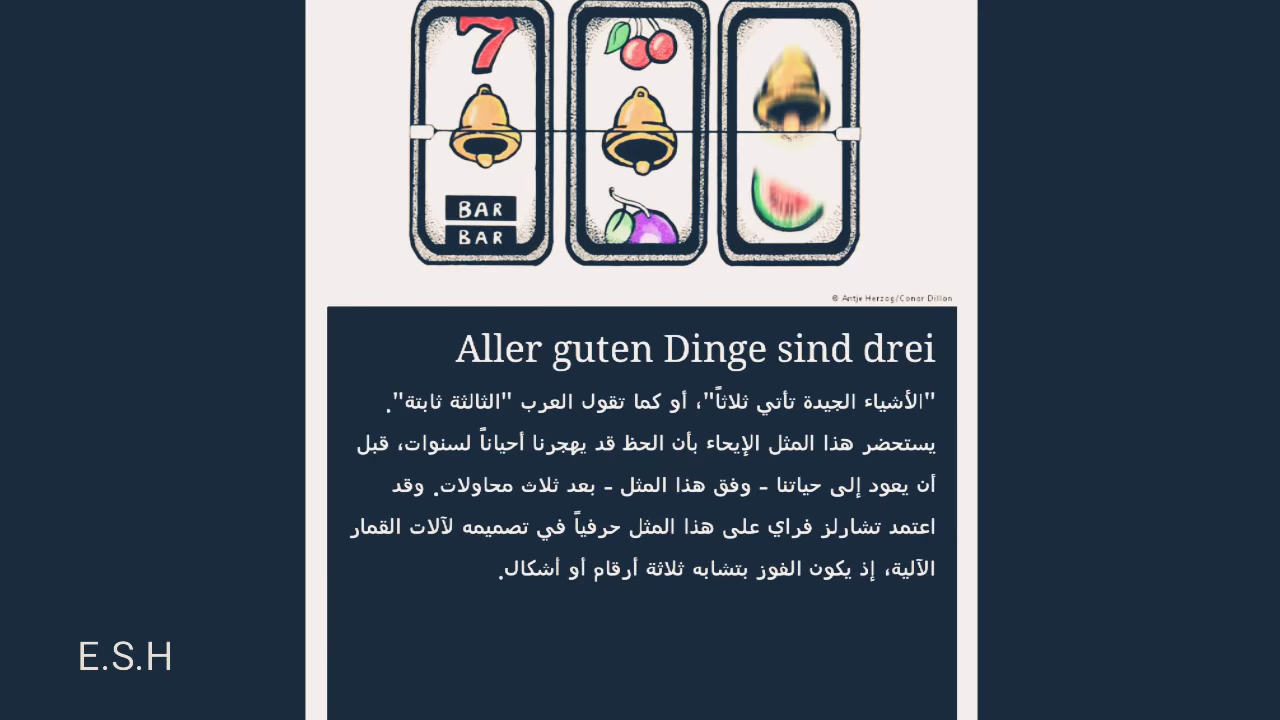 7
BAR
BAR
© Antje Herzog/Conor Dillon
Aller guten Dinge sind drei
"الأشياء الجيدة تأتي ثلاثاً"، أو كما تقول العرب "الثالثة ثابتة".
يستحضر هذا المثل الإيحاء بأن الحظ قد يهجرنا أحياناً لسنوات، قبل
أن يعود إلى حياتنا - وفق هذا المثل - بعد ثلاث محاولات. وقد
اعتمد تشارلز فراي على هذا المثل حرفياً في تصميمه لآلات القمار
الآلية، إذ يكون الفوز بتشابه ثلاثة أرقام أو أشكال.
E.S.H